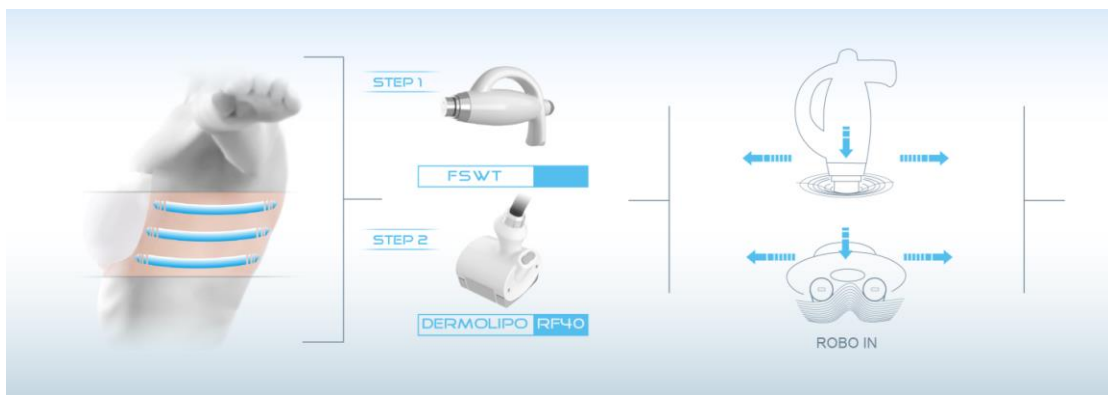 STEP 1
FSWT
STEP 2
DERMOLIPO RF40
ROBO IN